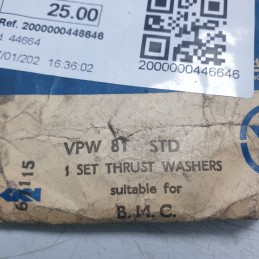 25.00
Ref. 2000000446646
d. 44664
/01/202 16:36:02
2000000446646
VPW 81 STD
1 SET THRUST WASHERS
suitable for
B. M. C.